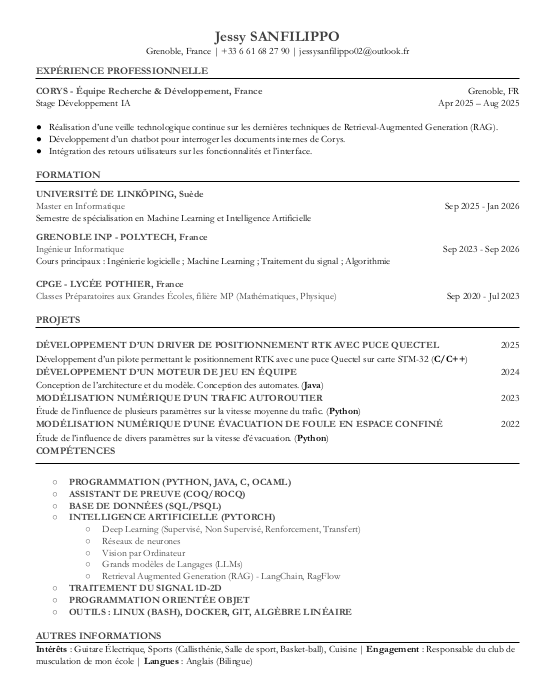 Jessy SANFILIPPO
Grenoble, France | +33 6 61 68 27 90 | jessysanfilippo02@outlook.fr
EXPÉRIENCE PROFESSIONNELLE
CORYS - Équipe Recherche & Développement, France Grenoble, FR
Stage Développement IA Apr 2025 – Aug 2025
● Réalisation d'une veille technologique continue sur les dernières techniques de Retrieval-Augmented Generation (RAG).
● Développement d'un chatbot pour interroger les documents internes de Corys.
● Intégration des retours utilisateurs sur les fonctionnalités et l'interface.
FORMATION
UNIVERSITÉ DE LINKÖPING, Suède
Master en Informatique Sep 2025 - Jan 2026
Semestre de spécialisation en Machine Learning et Intelligence Artificielle
GRENOBLE INP - POLYTECH, France
Ingénieur Informatique Sep 2023 - Sep 2026
Cours principaux : Ingénierie logicielle ; Machine Learning ; Traitement du signal ; Algorithmie
CPGE - LYCÉE POTHIER, France
Classes Préparatoires aux Grandes Écoles, filière MP (Mathématiques, Physique) Sep 2020 - Jul 2023
PROJETS
DÉVELOPPEMENT D'UN DRIVER DE POSITIONNEMENT RTK AVEC PUCE QUECTEL 2025
Développement d'un pilote permettant le positionnement RTK avec une puce Quectel sur carte STM-32 (C/C++)
DÉVELOPPEMENT D'UN MOTEUR DE JEU EN ÉQUIPE 2024
Conception de l'architecture et du modèle. Conception des automates. (Java)
MODÉLISATION NUMÉRIQUE D'UN TRAFIC AUTOROUTIER 2023
Étude de l'influence de plusieurs paramètres sur la vitesse moyenne du trafic. (Python)
MODÉLISATION NUMÉRIQUE D'UNE ÉVACUATION DE FOULE EN ESPACE CONFINÉ 2022
Étude de l'influence de divers paramètres sur la vitesse d'évacuation. (Python)
COMPÉTENCES
○ PROGRAMMATION (PYTHON, JAVA, C, OCAML)
○ ASSISTANT DE PREUVE (COQ/ROCQ)
○ BASE DE DONNÉES (SQL/PSQL)
○ INTELLIGENCE ARTIFICIELLE (PYTORCH)
○ Deep Learning (Supervisé, Non Supervisé, Renforcement, Transfert)
○ Réseaux de neurones
○ Vision par Ordinateur
○ Grands modèles de Langages (LLMs)
○ Retrieval Augmented Generation (RAG) - LangChain, RagFlow
○ TRAITEMENT DU SIGNAL 1D-2D
○ PROGRAMMATION ORIENTÉE OBJET
○ OUTILS : LINUX (BASH), DOCKER, GIT, ALGÈBRE LINÉAIRE
AUTRES INFORMATIONS
Intérêts : Guitare Électrique, Sports (Callisthénie, Salle de sport, Basket-ball), Cuisine | Engagement : Responsable du club de
musculation de mon école | Langues : Anglais (Bilingue)